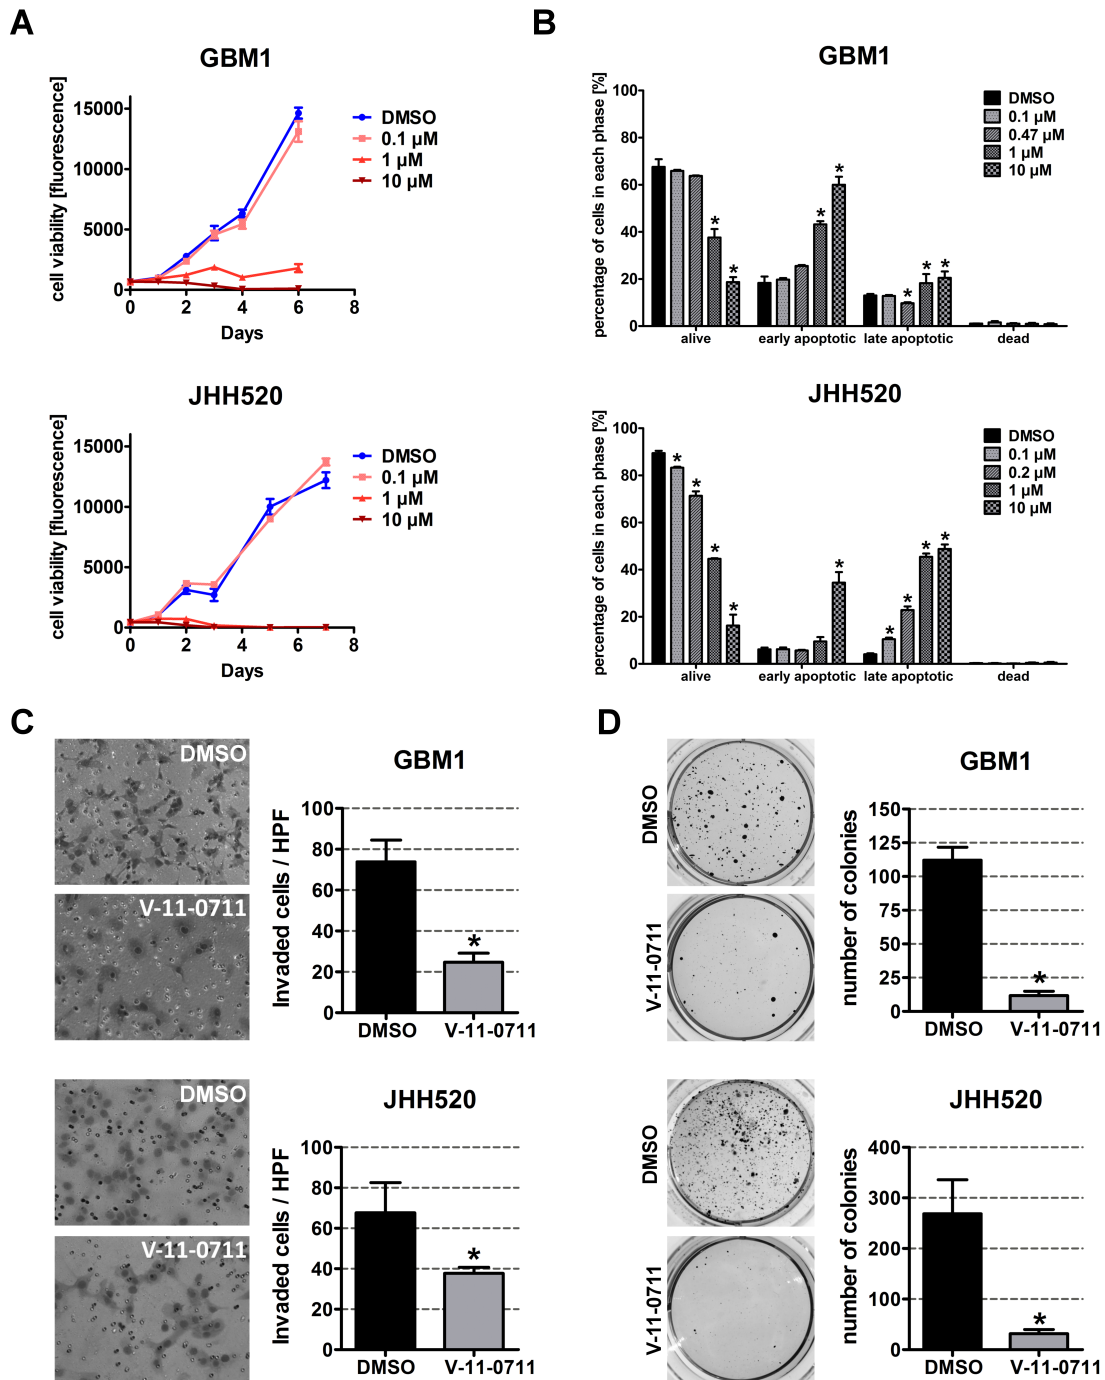 A
GBM1
cell viability [fluorescence]
15000
10000
5000
0
0 2 4 6 8
Days
DMSO
0.1 µM
1 µM
10 µM
JHH520
cell viability [fluorescence]
15000
10000
5000
0
0 2 4 6 8
Days
DMSO
0.1 µM
1 µM
10 µM
B
GBM1
percentage of cells in each phase [%]
100
80
60
40
20
0
* * * * * * *
alive early apoptotic late apoptotic dead
DMSO
0.1 µM
0.47 µM
1 µM
10 µM
JHH520
percentage of cells in each phase [%]
100
80
60
40
20
0
* * * * * * * * *
alive early apoptotic late apoptotic dead
DMSO
0.1 µM
0.2 µM
1 µM
10 µM
C
DMSO
V-11-0711
GBM1
Invaded cells / HPF
100
80
60
40
20
0
*
DMSO V-11-0711
DMSO
V-11-0711
JHH520
Invaded cells / HPF
100
80
60
40
20
0
*
DMSO V-11-0711
D
DMSO
V-11-0711
GBM1
number of colonies
150
125
100
75
50
25
0
*
DMSO V-11-0711
DMSO
V-11-0711
JHH520
number of colonies
400
300
200
100
0
*
DMSO V-11-0711